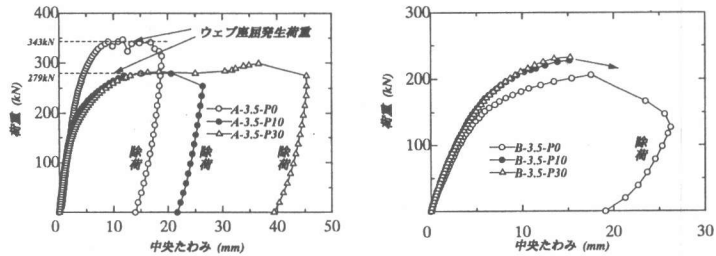 400
343kN
300
279kN
200
100
0
荷重 (kN)
ウェブ座屈発生荷重
A-3.5-P0
A-3.5-P10
A-3.5-P30
除荷
除荷
除荷
0
10
20
30
40
50
中央たわみ (mm)
300
200
100
0
荷重 (kN)
B-3.5-P0
B-3.5-P10
B-3.5-P30
除荷
0
10
20
30
中央たわみ (mm)